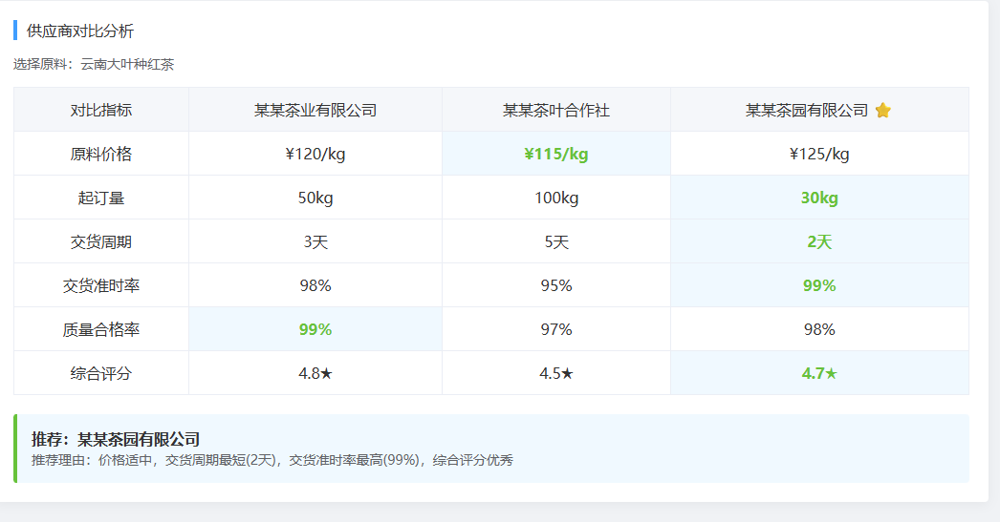 供应商对比分析
选择原料：云南大叶种红茶
对比指标 某某茶业有限公司 某某茶叶合作社 某某茶园有限公司 ⭐
原料价格 ¥120/kg ¥115/kg ¥125/kg
起订量 50kg 100kg 30kg
交货周期 3天 5天 2天
交货准时率 98% 95% 99%
质量合格率 99% 97% 98%
综合评分 4.8★ 4.5★ 4.7★
推荐：某某茶园有限公司
推荐理由：价格适中，交货周期最短(2天)，交货准时率最高(99%)，综合评分优秀